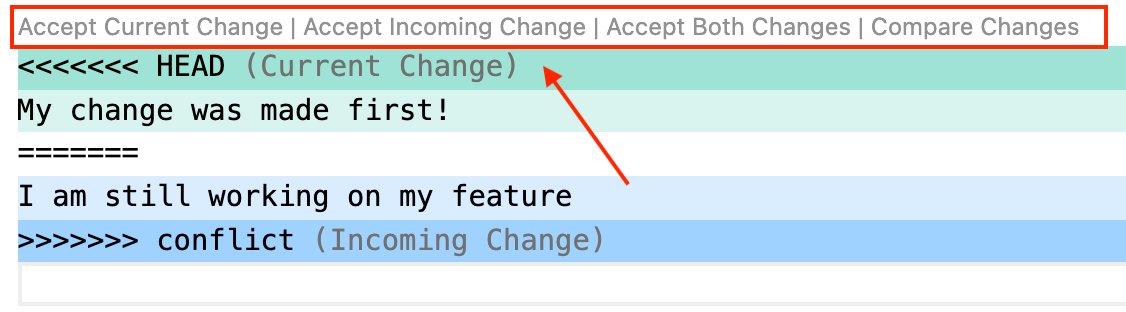 Accept Current Change | Accept Incoming Change | Accept Both Changes | Compare Changes
<<<<<<< HEAD (Current Change)
My change was made first!
=======
I am still working on my feature
>>>>>>> conflict (Incoming Change)